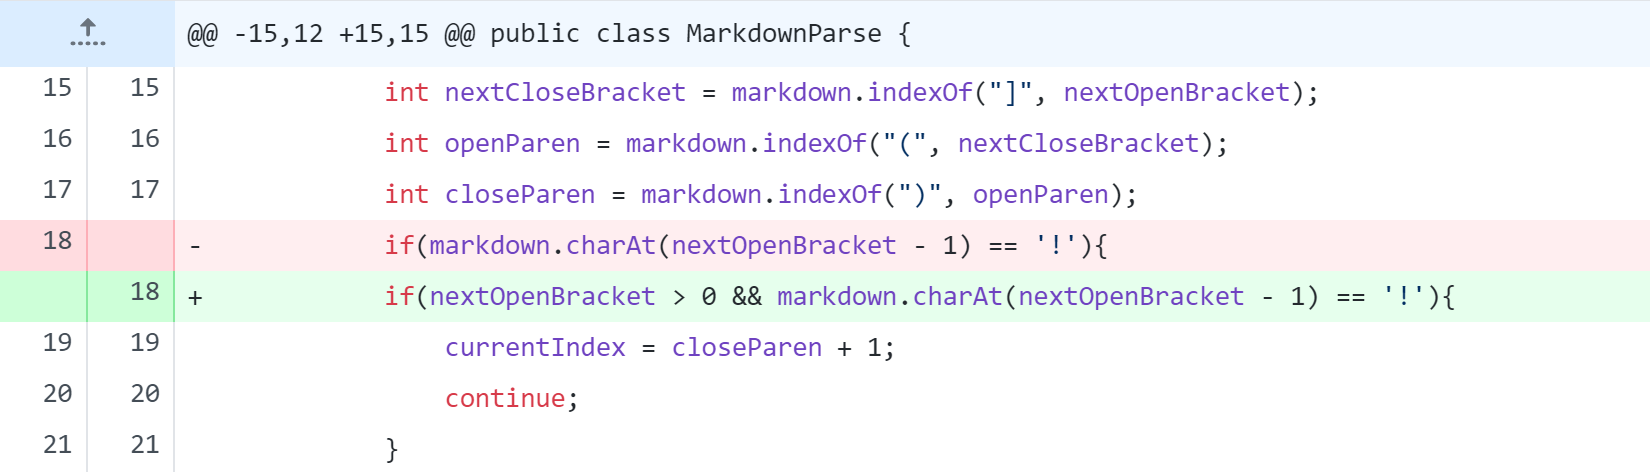 @@ -15,12 +15,15 @@ public class MarkdownParse {
15 15 int nextCloseBracket = markdown.indexOf("]", nextOpenBracket);
16 16 int openParen = markdown.indexOf("(", nextCloseBracket);
17 17 int closeParen = markdown.indexOf(")", openParen);
18 - if(markdown.charAt(nextOpenBracket - 1) == '!'){
18 + if(nextOpenBracket > 0 && markdown.charAt(nextOpenBracket - 1) == '!'){
19 19 currentIndex = closeParen + 1;
20 20 continue;
21 21 }